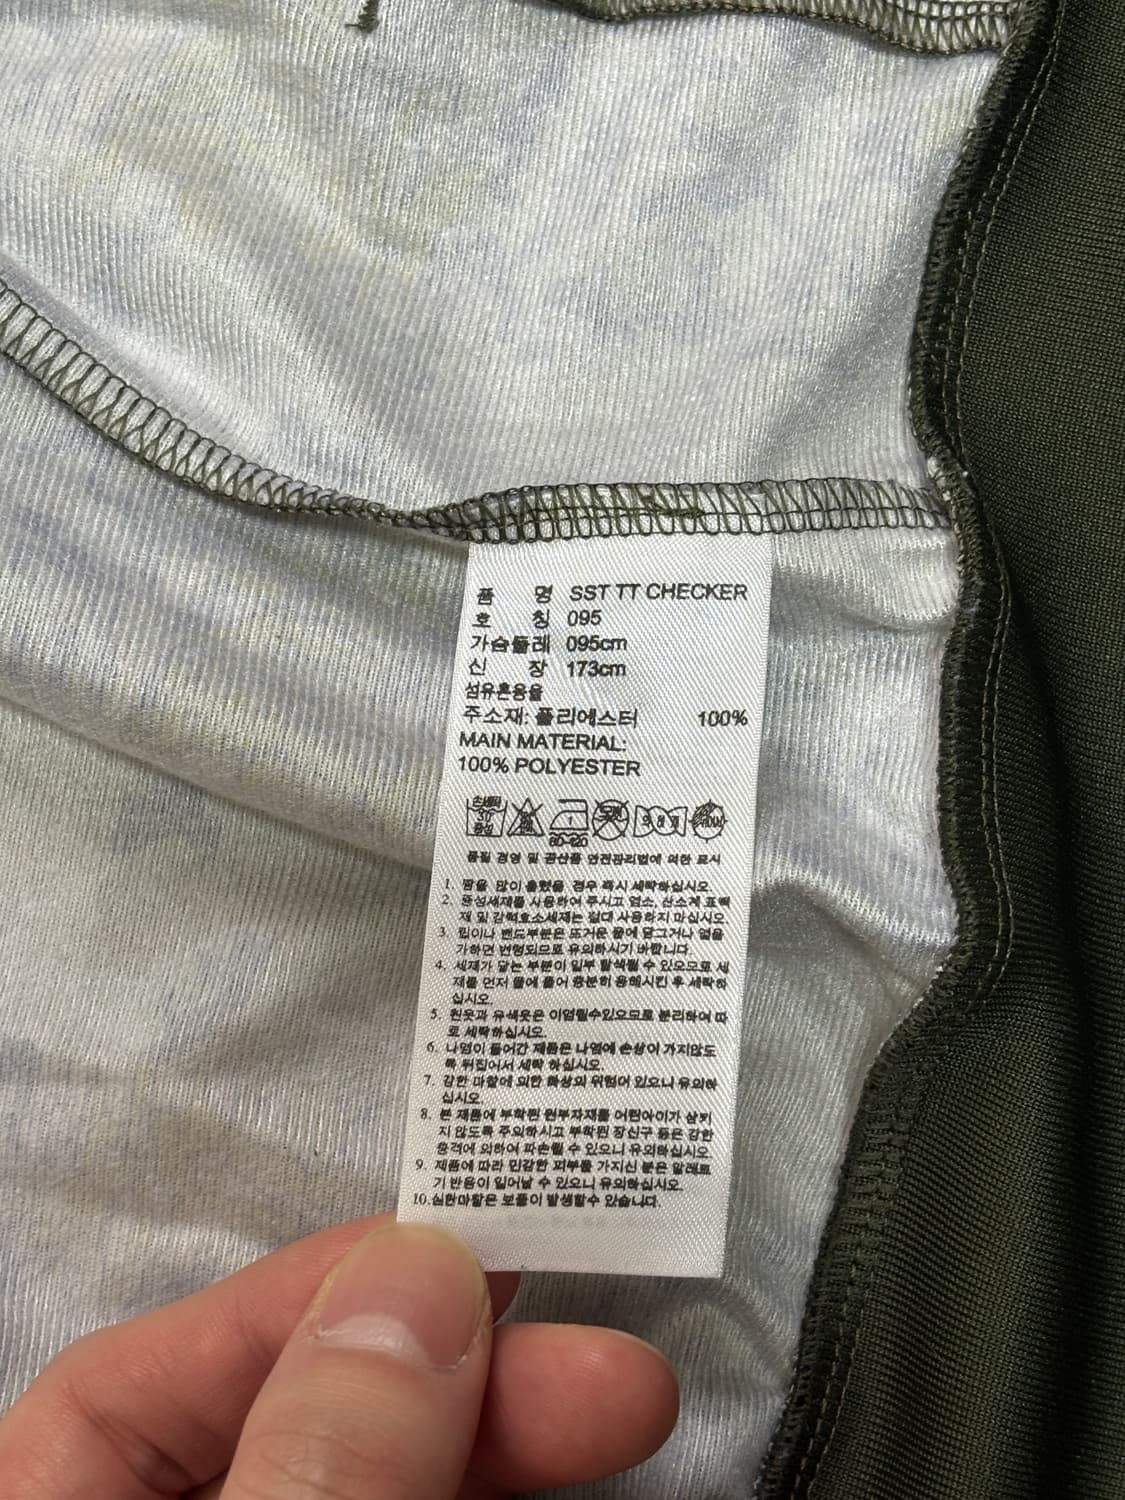 품 명 SST TT CHECKER
호 칭 095
가슴둘레 095cm
신 장 173cm
섬유혼용율
주소재: 폴리에스터 100%
MAIN MATERIAL:
100% POLYESTER
손세탁 30 중성
80-120
품질 경영 및 공산품 안전관리법에 의한 표시
1. 땀을 많이 흘렸을 경우 즉시 세탁하십시오.
2. 중성세제를 사용하여 주시고 염소, 산소계 표백
제 및 강력효소세제는 절대 사용하지 마십시오.
3. 립이나 밴드부분은 뜨거운 물에 담그거나 열을
가하면 변형되므로 유의하시기 바랍니다.
4. 세제가 닿는 부분이 일부 탈색될 수 있으므로 세
제를 먼저 물에 풀어 충분히 용해시킨 후 세탁하
십시오.
5. 흰옷과 유색옷은 이염될수있으므로 분리하여 따
로 세탁하십시오.
6. 나염이 들어간 제품은 나염에 손상이 가지않도
록 뒤집어서 세탁 하십시오.
7. 강한 마찰에 의한 화상의 위험이 있으니 유의하
십시오.
8. 본 제품에 부착된 원부자재를 어린아이가 삼키
지 않도록 주의하시고 부착된 장신구 등은 강한
충격에 의하여 파손될 수 있으니 유의하십시오.
9. 제품에 따라 민감한 피부를 가지신 분은 알레르
기 반응이 일어날 수 있으니 유의하십시오.
10.심한마찰은 보풀이 발생할수 있습니다.